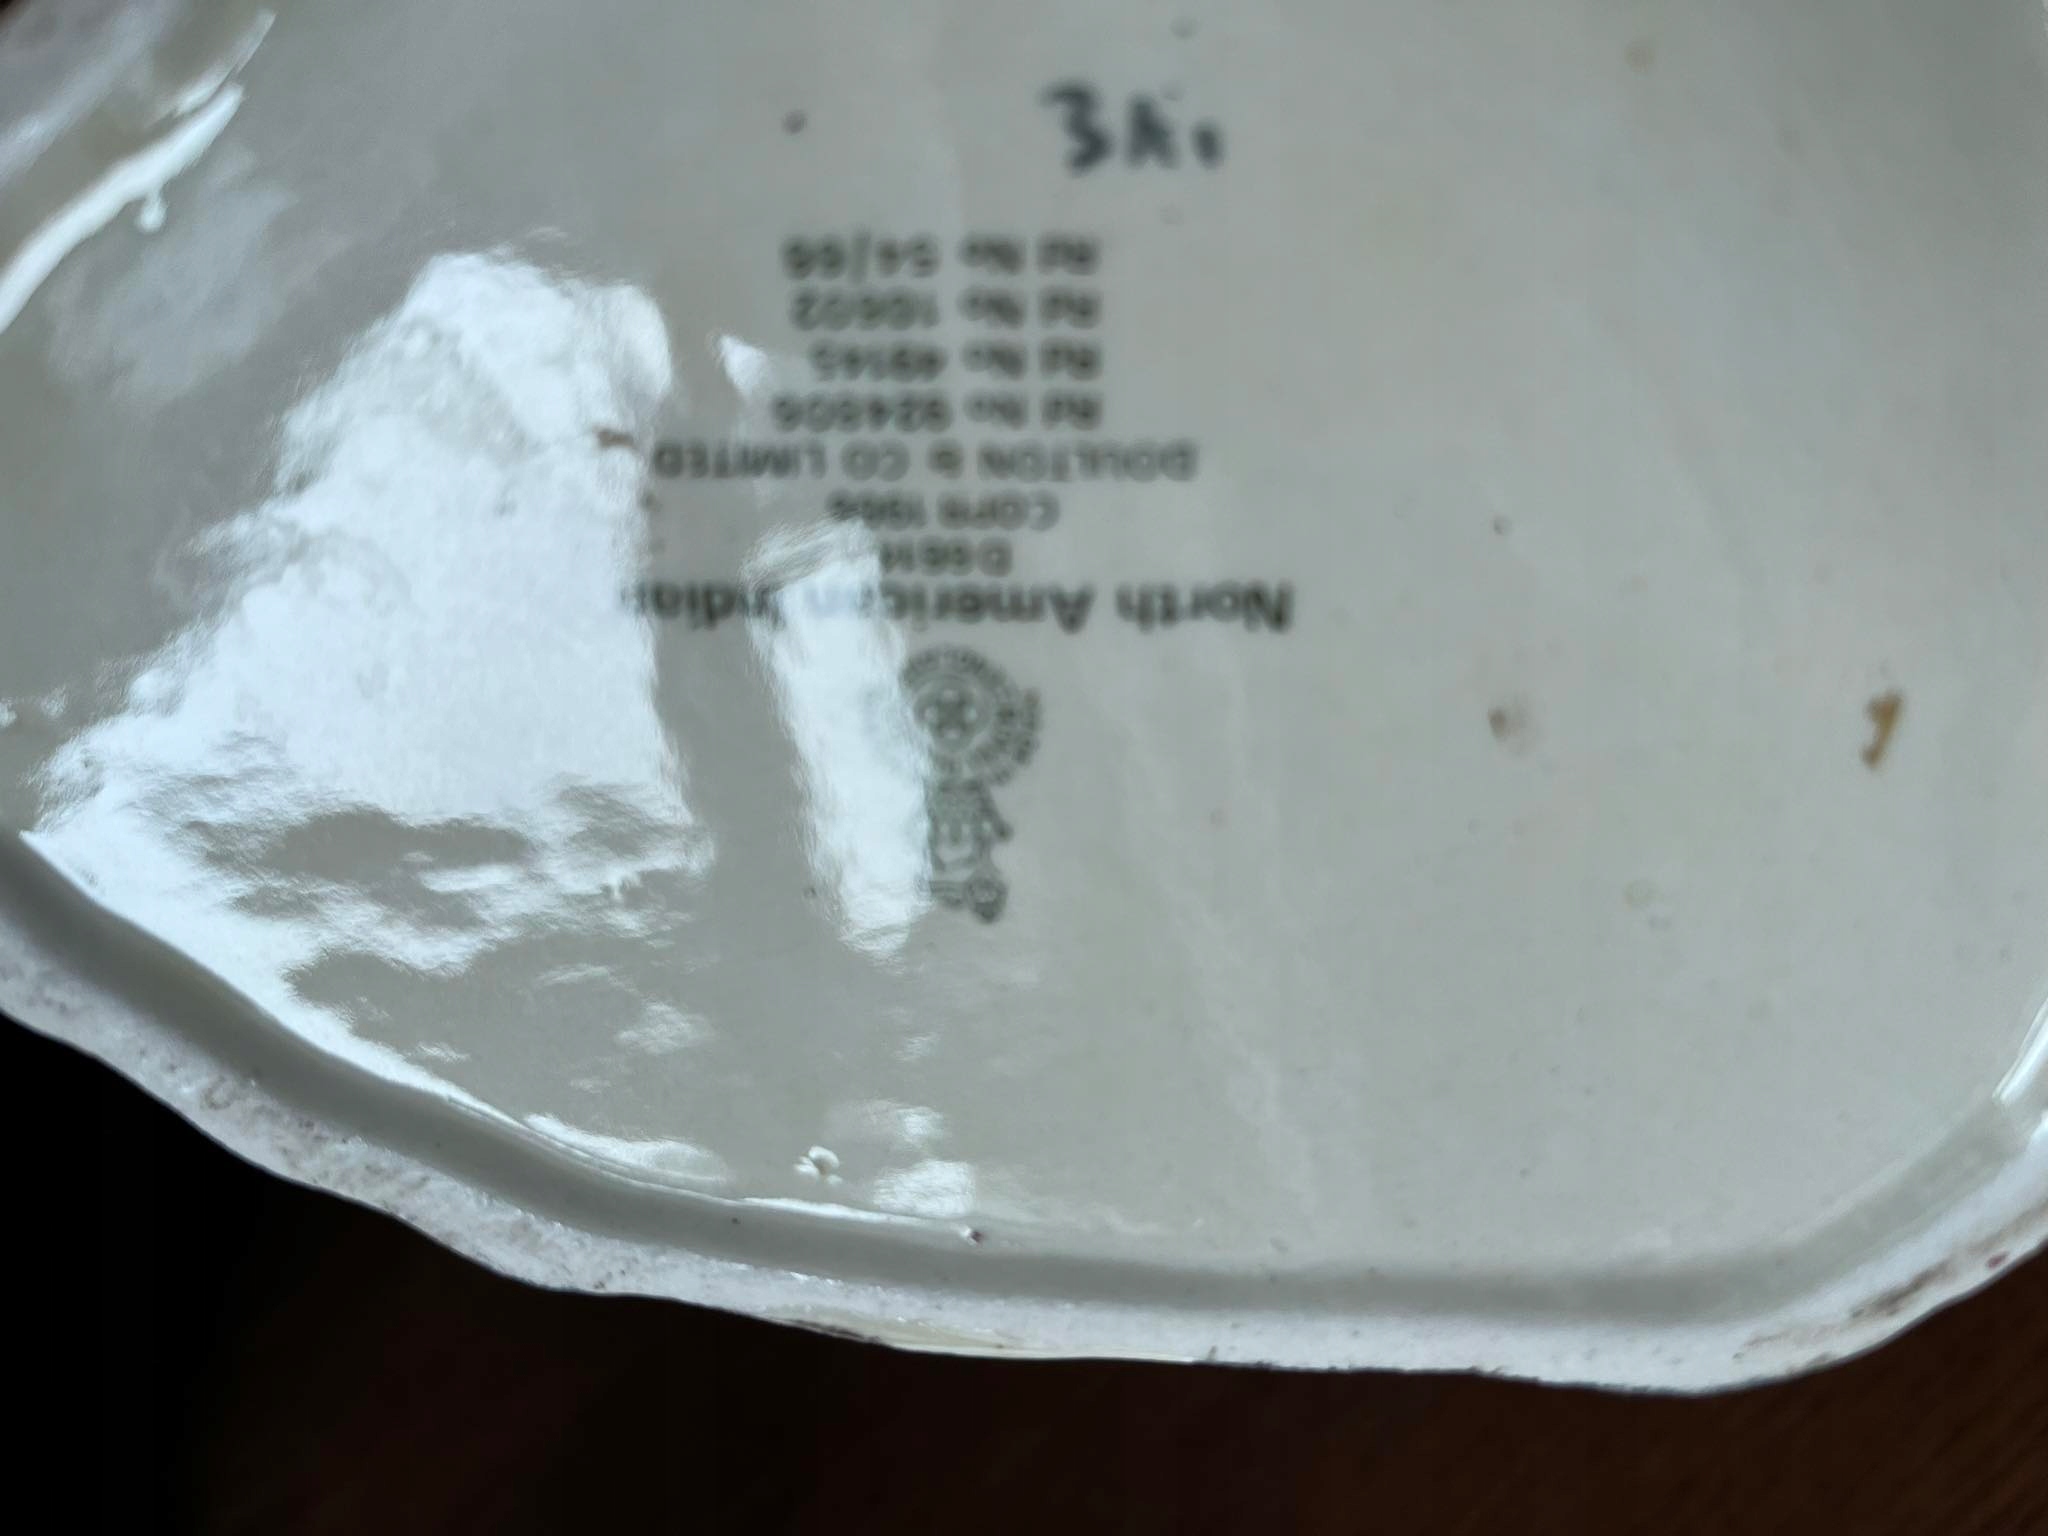 North American Indian
COPR 1966
DOULTON & CO LIMITED
Rd No 924806
Rd No 49145
Rd No 10602
Rd No 54/66